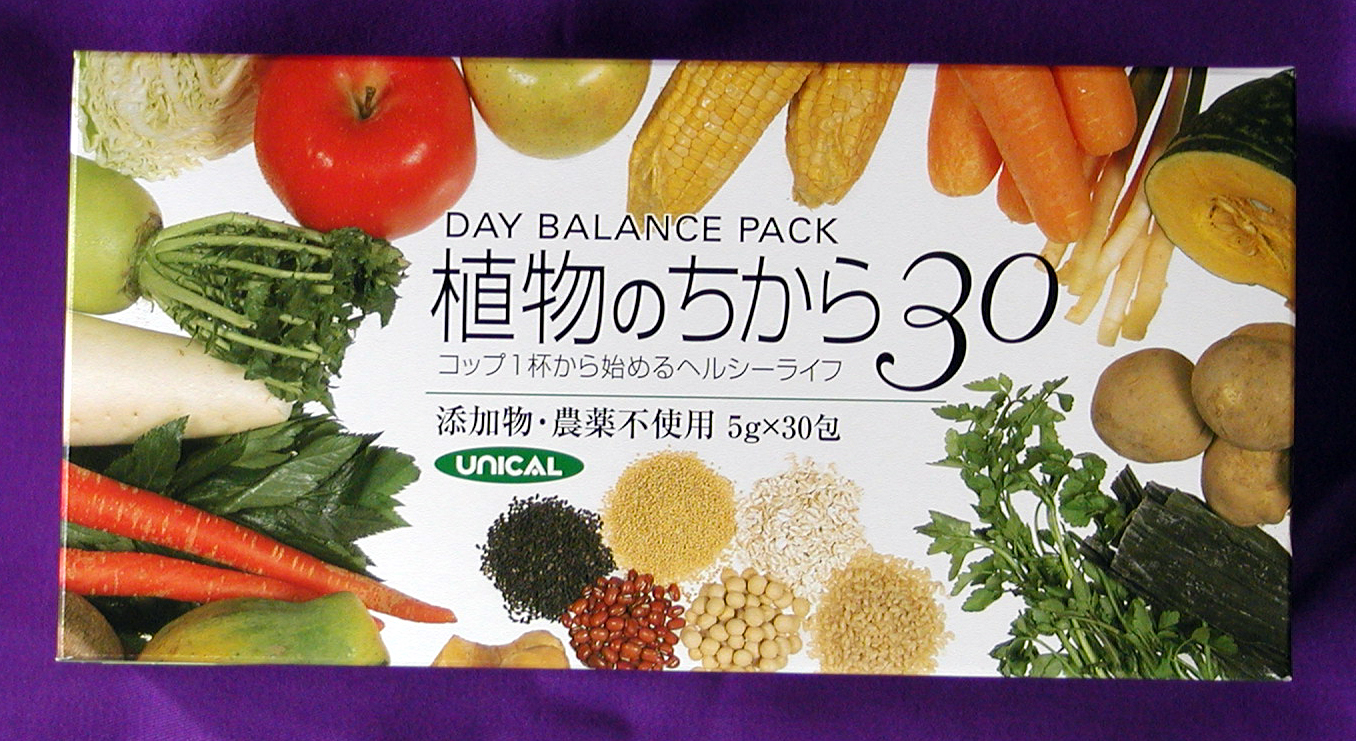 DAY BALANCE PACK
植物のちから30
コップ1杯から始めるヘルシーライフ
添加物・農薬不使用 5g×30包
UNICAL